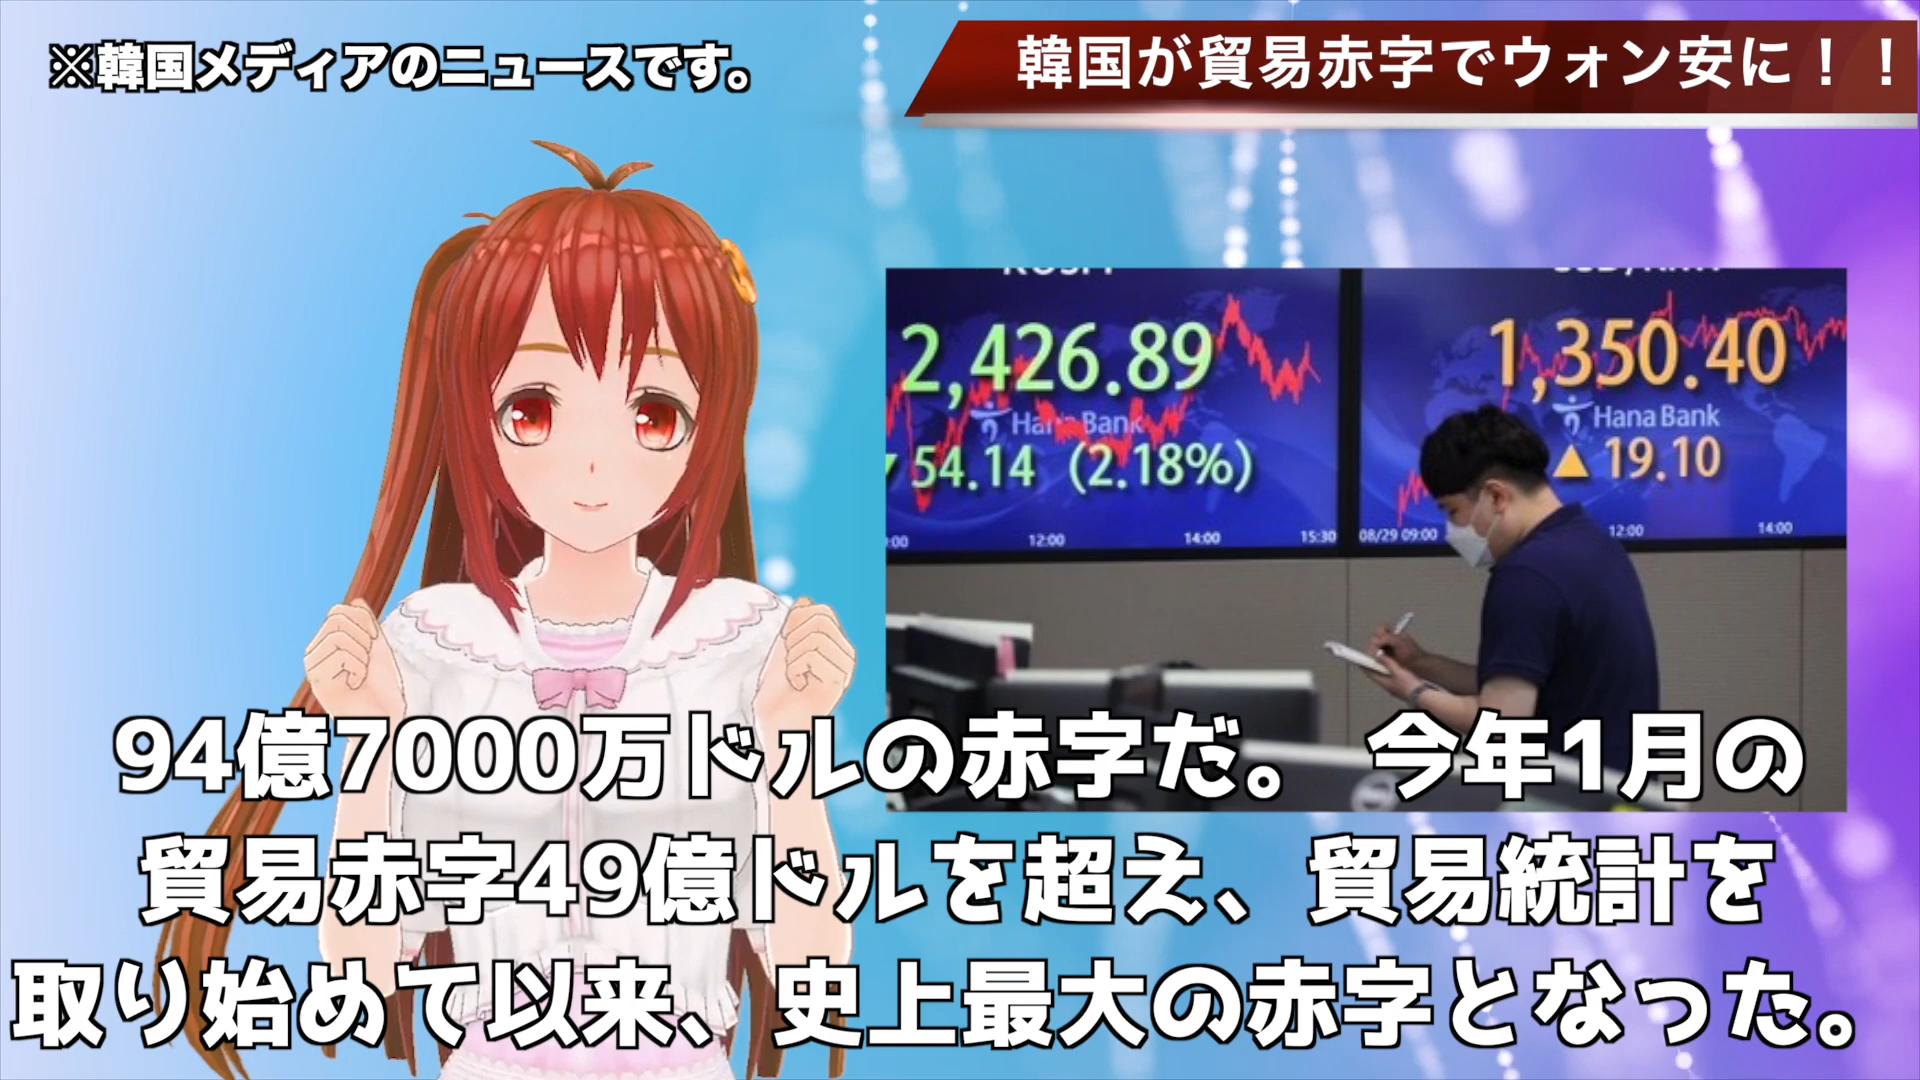 ※韓国メディアのニュースです。
韓国が貿易赤字でウォン安に！！
2,426.89
Hana Bank
▼54.14 (2.18%)
12:00 14:00 15:30
1,350.40
Hana Bank
▲19.10
08/29 09:00 12:00 14:00
94億7000万ドルの赤字だ。 今年1月の
貿易赤字49億ドルを超え、貿易統計を
取り始めて以来、史上最大の赤字となった。